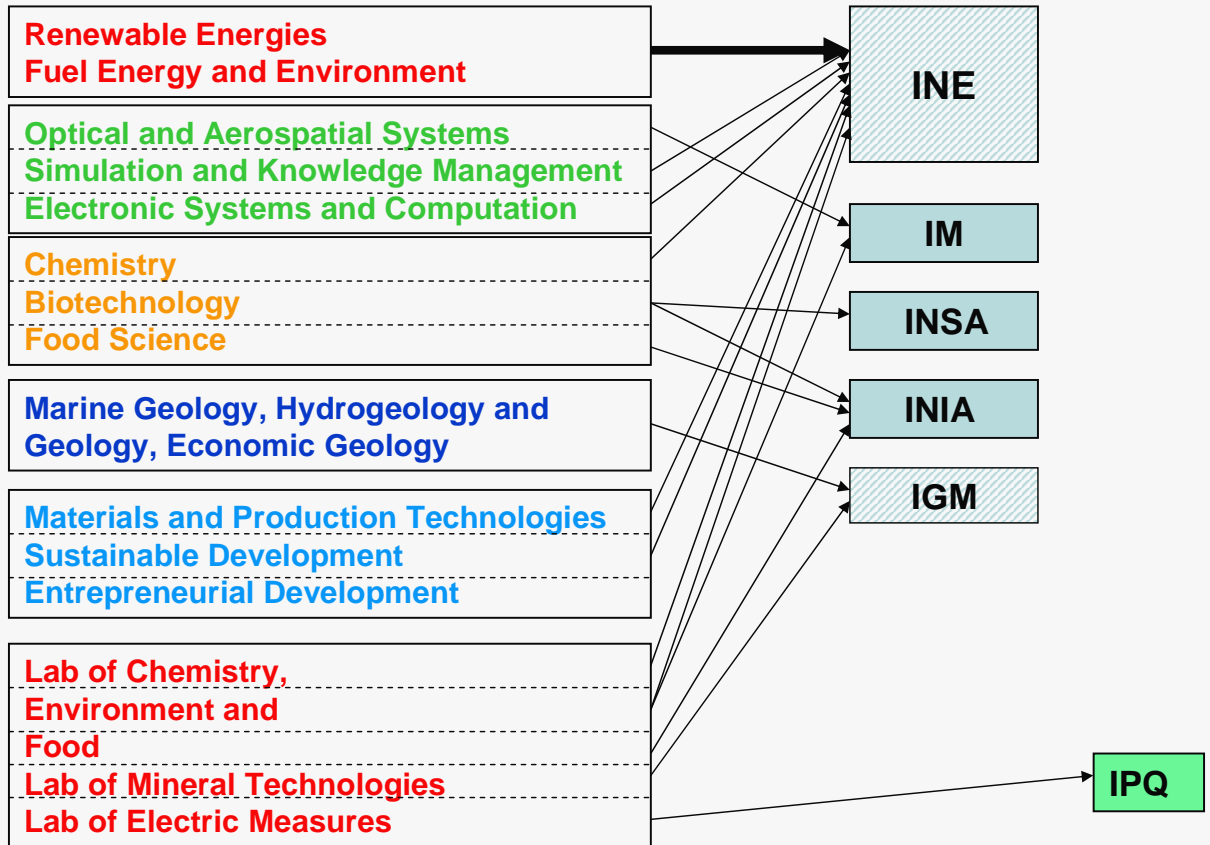 Renewable Energies
Fuel Energy and Environment
INE
Optical and Aerospatial Systems
Simulation and Knowledge Management
Electronic Systems and Computation
IM
Chemistry
Biotechnology
Food Science
INSA
Marine Geology, Hydrogeology and
Geology, Economic Geology
INIA
IGM
Materials and Production Technologies
Sustainable Development
Entrepreneurial Development
Lab of Chemistry,
Environment and
Food
Lab of Mineral Technologies
Lab of Electric Measures
IPQ